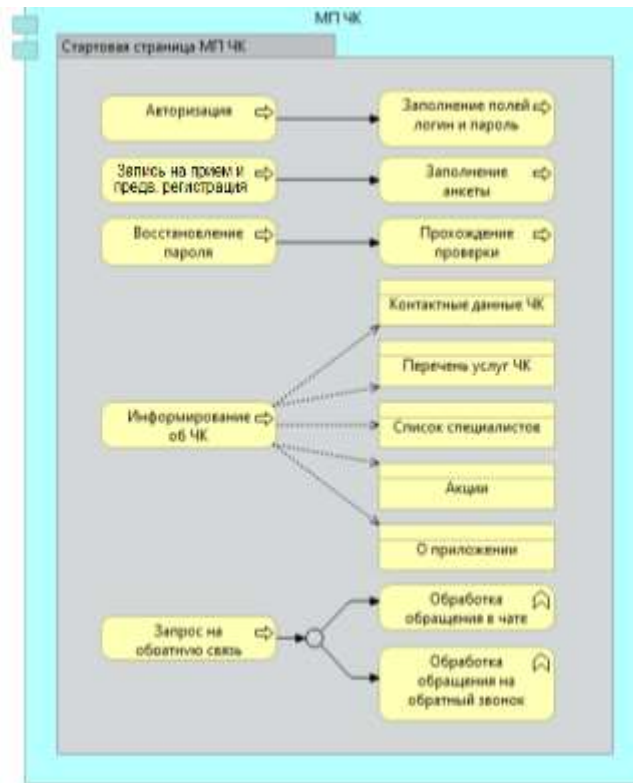 МП ЧК
Стартовая страница МП ЧК
Авторизация
Заполнение полей
логин и пароль
Запись на прием и
предв. регистрация
Заполнение
анкеты
Восстановление
пароля
Прохождение
проверки
Контактные данные ЧК
Перечень услуг ЧК
Информирование
об ЧК
Список специалистов
Акции
О приложении
Запрос на
обратную связь
Обработка
обращения в чате
Обработка
обращения на
обратный звонок